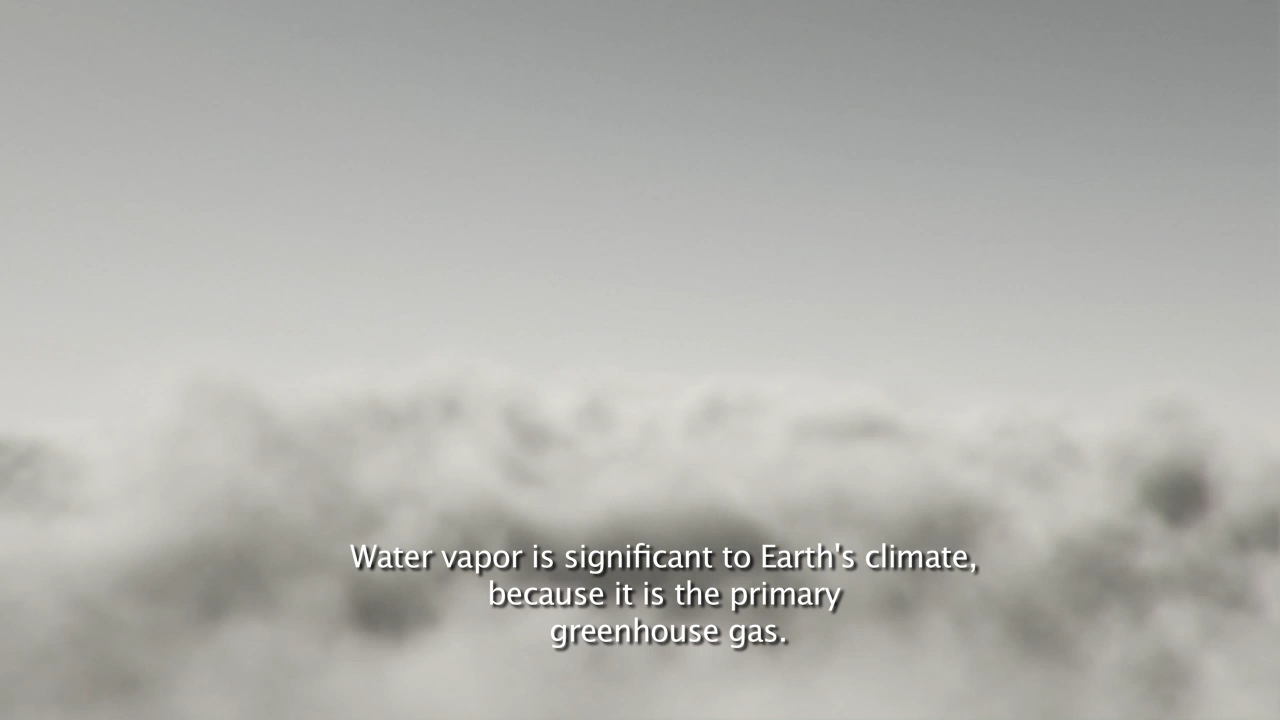 Water vapor is significant to Earth's climate,
because it is the primary
greenhouse gas.